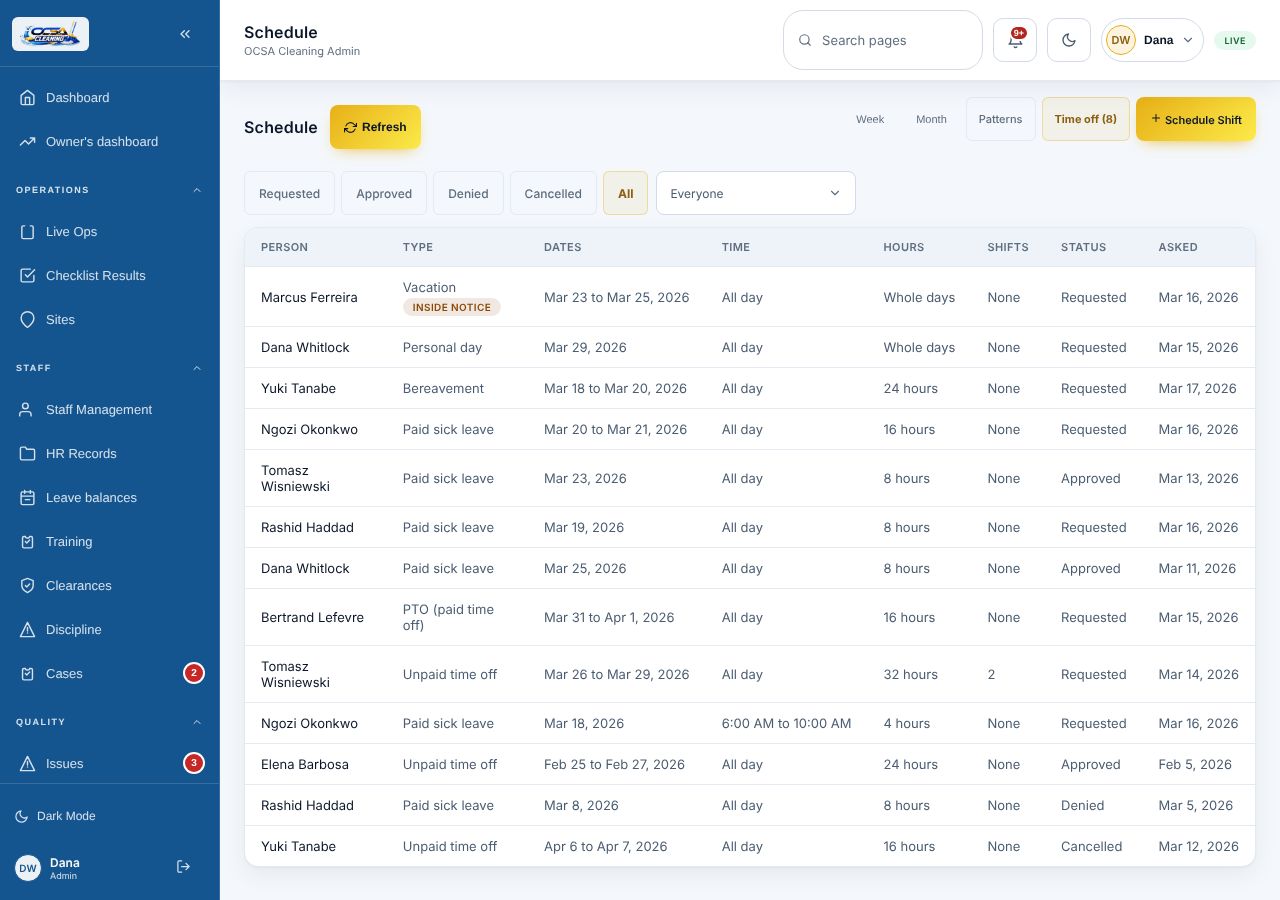 OCSA
CLEANING
Schedule
OCSA Cleaning Admin
Search pages
9+
DW
Dana
LIVE
Dashboard
Owner's dashboard
OPERATIONS
Live Ops
Checklist Results
Sites
STAFF
Staff Management
HR Records
Leave balances
Training
Clearances
Discipline
Cases 2
QUALITY
Issues 3
Dark Mode
DW
Dana
Admin
Schedule Refresh
Week Month Patterns Time off (8) + Schedule Shift
Requested Approved Denied Cancelled All Everyone
PERSON TYPE DATES TIME HOURS SHIFTS STATUS ASKED
Marcus Ferreira Vacation INSIDE NOTICE Mar 23 to Mar 25, 2026 All day Whole days None Requested Mar 16, 2026
Dana Whitlock Personal day Mar 29, 2026 All day Whole days None Requested Mar 15, 2026
Yuki Tanabe Bereavement Mar 18 to Mar 20, 2026 All day 24 hours None Requested Mar 17, 2026
Ngozi Okonkwo Paid sick leave Mar 20 to Mar 21, 2026 All day 16 hours None Requested Mar 16, 2026
Tomasz Wisniewski Paid sick leave Mar 23, 2026 All day 8 hours None Approved Mar 13, 2026
Rashid Haddad Paid sick leave Mar 19, 2026 All day 8 hours None Requested Mar 16, 2026
Dana Whitlock Paid sick leave Mar 25, 2026 All day 8 hours None Approved Mar 11, 2026
Bertrand Lefevre PTO (paid time off) Mar 31 to Apr 1, 2026 All day 16 hours None Requested Mar 15, 2026
Tomasz Wisniewski Unpaid time off Mar 26 to Mar 29, 2026 All day 32 hours 2 Requested Mar 14, 2026
Ngozi Okonkwo Paid sick leave Mar 18, 2026 6:00 AM to 10:00 AM 4 hours None Requested Mar 16, 2026
Elena Barbosa Unpaid time off Feb 25 to Feb 27, 2026 All day 24 hours None Approved Feb 5, 2026
Rashid Haddad Paid sick leave Mar 8, 2026 All day 8 hours None Denied Mar 5, 2026
Yuki Tanabe Unpaid time off Apr 6 to Apr 7, 2026 All day 16 hours None Cancelled Mar 12, 2026